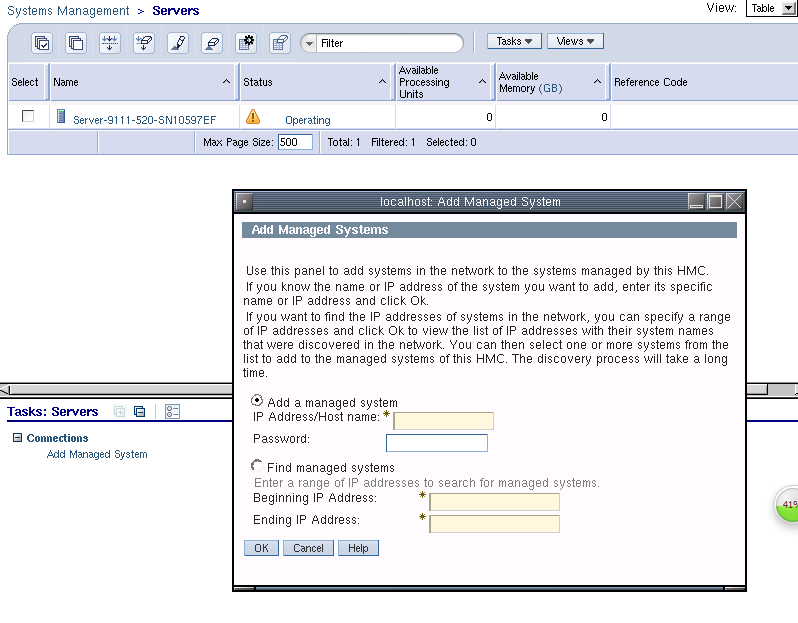 Systems Management > Servers
View: Table
Filter
Tasks Views
Select Name Status Available Processing Units Available Memory (GB) Reference Code
Server-9111-520-SN10597EF Operating 0 0
Max Page Size: 500 Total: 1 Filtered: 1 Selected: 0
localhost: Add Managed System
Add Managed Systems
Use this panel to add systems in the network to the systems managed by this HMC.
If you know the name or IP address of the system you want to add, enter its specific
name or IP address and click Ok.
If you want to find the IP addresses of systems in the network, you can specify a range
of IP addresses and click Ok to view the list of IP addresses with their system names
that were discovered in the network. You can then select one or more systems from the
list to add to the managed systems of this HMC. The discovery process will take a long
time.
Add a managed system
IP Address/Host name: *
Password:
Find managed systems
Enter a range of IP addresses to search for managed systems.
Beginning IP Address: *
Ending IP Address: *
OK Cancel Help
Tasks: Servers
Connections
Add Managed System
41%